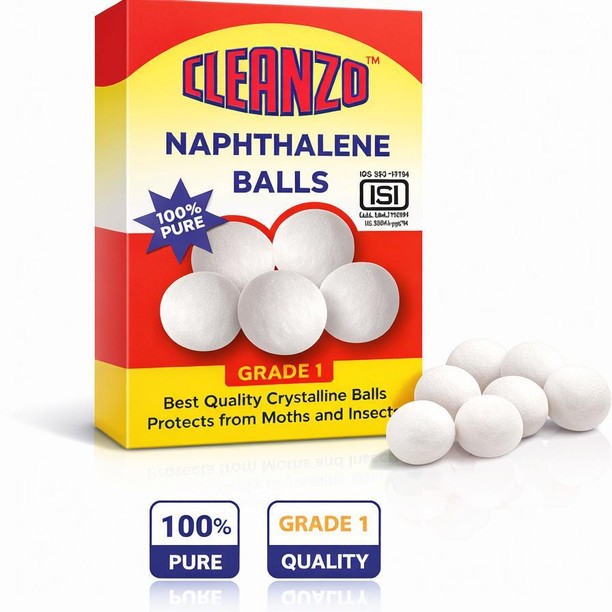 CLEANZO™
NAPHTHALENE
BALLS
ISI
100%
PURE
GRADE 1
Best Quality Crystalline Balls
Protects from Moths and Insects
100%
PURE
GRADE 1
QUALITY